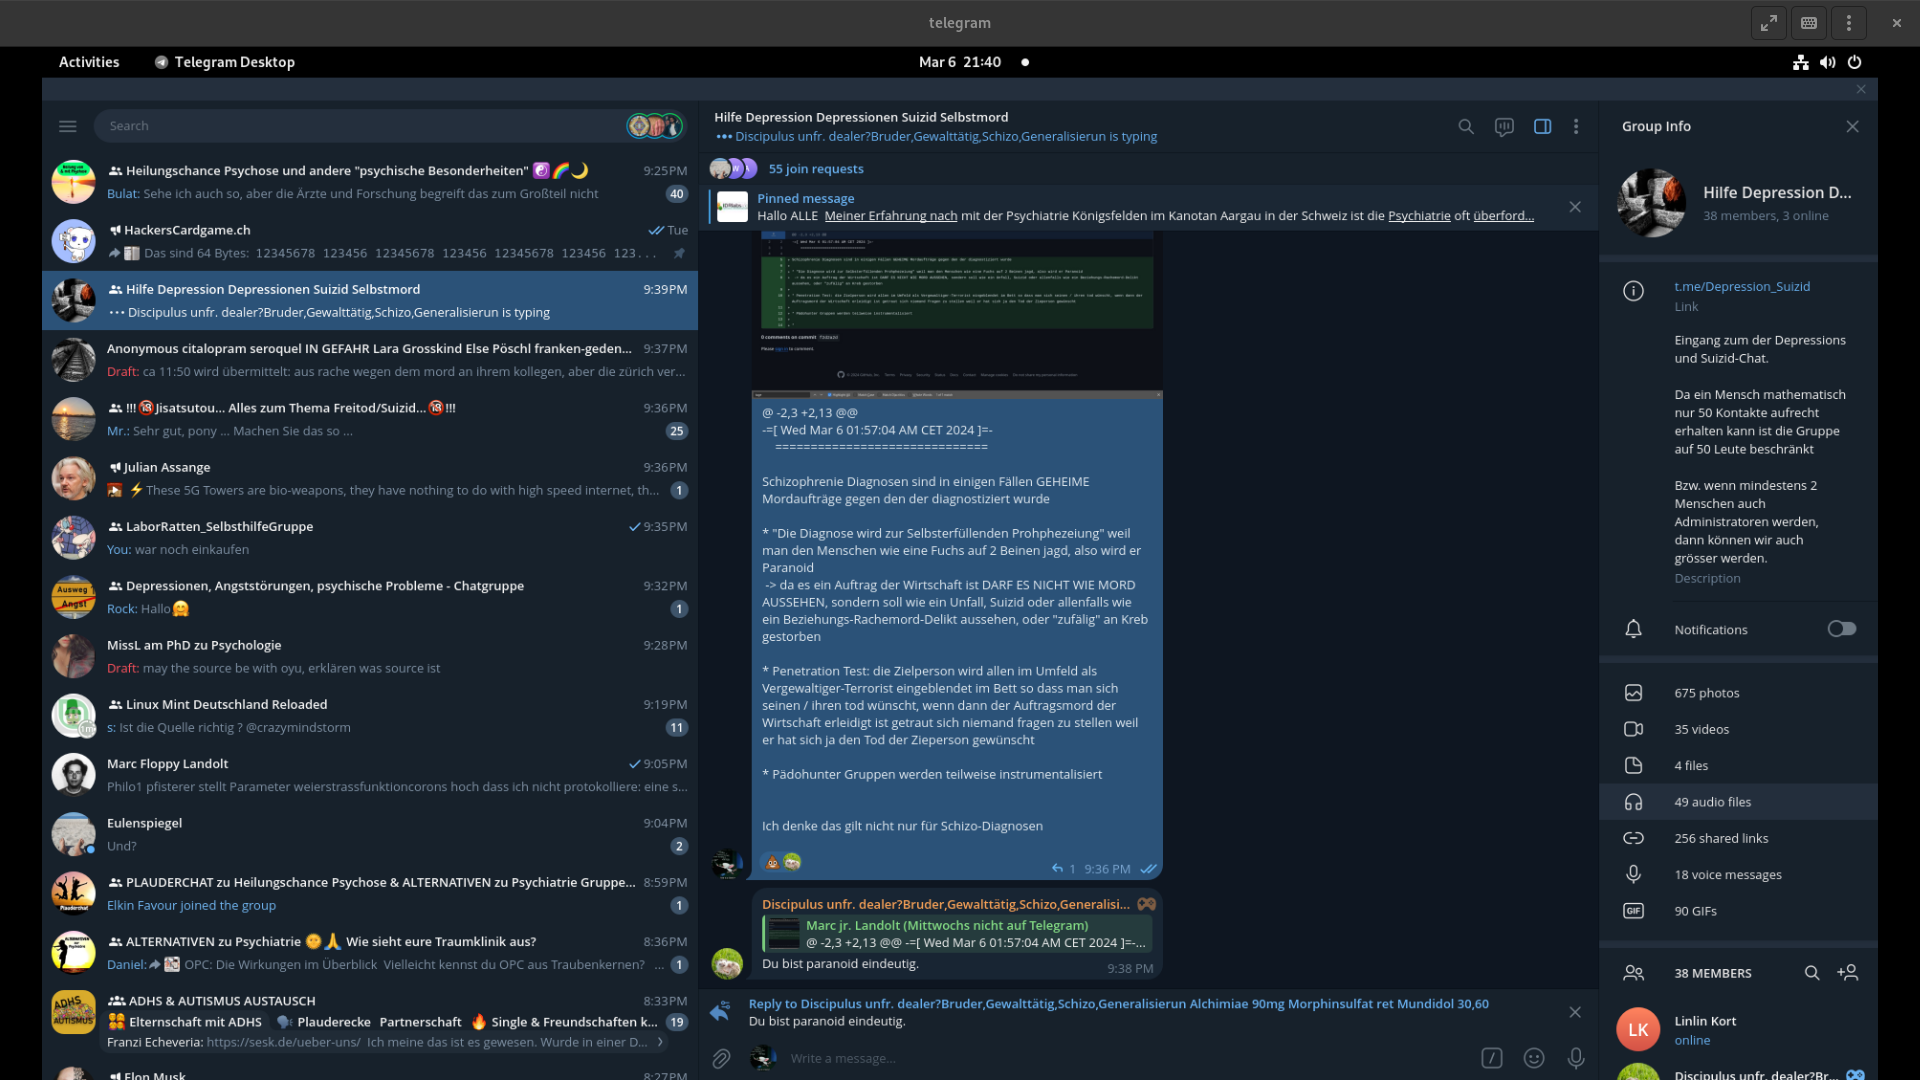 telegram
Activities
Telegram Desktop
Mar 6 21:40
Search
Heilungschance Psychose und andere "psychische Besonderheiten" ☯️🌈🌙
9:25PM
Bulat: Sehe ich auch so, aber die Ärzte und Forschung begreift das zum Großteil nicht
40
HackersCardgame.ch
Tue
Das sind 64 Bytes: 12345678 123456 12345678 123456 12345678 123456 123...
Hilfe Depression Depressionen Suizid Selbstmord
9:39PM
Discipulus unfr. dealer?Bruder,Gewalttätig,Schizo,Generalisierun is typing
Anonymous citalopram seroquel IN GEFAHR Lara Grosskind Else Pöschl franken-geden...
9:37PM
Draft: ca 11:50 wird übermittelt: aus rache wegen dem mord an ihrem kollegen, aber die zürich ver...
!!!🔞Jisatsutou... Alles zum Thema Freitod/Suizid...🔞!!!
9:36PM
Mr.: Sehr gut, pony ... Machen Sie das so ...
25
Julian Assange
9:36PM
⚡These 5G Towers are bio-weapons, they have nothing to do with high speed internet, th...
1
LaborRatten_SelbsthilfeGruppe
9:35PM
You: war noch einkaufen
Depressionen, Angststörungen, psychische Probleme - Chatgruppe
9:32PM
Rock: Hallo🤗
1
Ausweg
Angst
MissL am PhD zu Psychologie
9:28PM
Draft: may the source be with oyu, erklären was source ist
Linux Mint Deutschland Reloaded
9:19PM
s: Ist die Quelle richtig ? @crazymindstorm
11
Marc Floppy Landolt
9:05PM
Philo1 pfisterer stellt Parameter weierstrassfunktioncorons hoch dass ich nicht protokolliere: eine s...
Eulenspiegel
9:04PM
Und?
2
PLAUDERCHAT zu Heilungschance Psychose & ALTERNATIVEN zu Psychiatrie Gruppe...
8:59PM
Elkin Favour joined the group
1
ALTERNATIVEN zu Psychiatrie 🌞🙏 Wie sieht eure Traumklinik aus?
8:36PM
Daniel: OPC: Die Wirkungen im Überblick Vielleicht kennst du OPC aus Traubenkernen? ...
1
ADHS & AUTISMUS AUSTAUSCH
8:33PM
Elternschaft mit ADHS 🗣 Plauderecke Partnerschaft 🔥 Single & Freundschaften k...
19
Franzi Echeveria: https://sesk.de/ueber-uns/ Ich meine das ist es gewesen. Wurde in einer D...
ADHS &
AUTISMUS
Elon Musk
8:27PM
Hilfe Depression Depressionen Suizid Selbstmord
Discipulus unfr. dealer?Bruder,Gewalttätig,Schizo,Generalisierun is typing
55 join requests
Pinned message
Hallo ALLE Meiner Erfahrung nach mit der Psychiatrie Königsfelden im Kanotan Aargau in der Schweiz ist die Psychiatrie oft überford...
@ -2,3 +2,13 @@
-=[ Wed Mar 6 01:57:04 AM CET 2024 ]=-
==============================
Schizophrenie Diagnosen sind in einigen Fällen GEHEIME
Mordaufträge gegen den der diagnostiziert wurde
* "Die Diagnose wird zur Selbsterfüllenden Prohphezeiung" weil
man den Menschen wie eine Fuchs auf 2 Beinen jagd, also wird er
Paranoid
-> da es ein Auftrag der Wirtschaft ist DARF ES NICHT WIE MORD
AUSSEHEN, sondern soll wie ein Unfall, Suizid oder allenfalls wie
ein Beziehungs-Rachemord-Delikt aussehen, oder "zufälig" an Kreb
gestorben
* Penetration Test: die Zielperson wird allen im Umfeld als
Vergewaltiger-Terrorist eingeblendet im Bett so dass man sich
seinen / ihren tod wünscht, wenn dann der Auftragsmord der
Wirtschaft erleidigt ist getraut sich niemand fragen zu stellen weil
er hat sich ja den Tod der Zieperson gewünscht
* Pädohunter Gruppen werden teilweise instrumentalisiert
Ich denke das gilt nicht nur für Schizo-Diagnosen
1 9:36 PM
Discipulus unfr. dealer?Bruder,Gewalttätig,Schizo,Generalisi...
Marc jr. Landolt (Mittwochs nicht auf Telegram)
@ -2,3 +2,13 @@ -=[ Wed Mar 6 01:57:04 AM CET 2024 ]=-...
Du bist paranoid eindeutig.
9:38 PM
Reply to Discipulus unfr. dealer?Bruder,Gewalttätig,Schizo,Generalisierun Alchimiae 90mg Morphinsulfat ret Mundidol 30,60
Du bist paranoid eindeutig.
Write a message...
Group Info
Hilfe Depression D...
38 members, 3 online
t.me/Depression_Suizid
Link
Eingang zum der Depressions
und Suizid-Chat.
Da ein Mensch mathematisch
nur 50 Kontakte aufrecht
erhalten kann ist die Gruppe
auf 50 Leute beschränkt
Bzw. wenn mindestens 2
Menschen auch
Administratoren werden,
dann können wir auch
grösser werden.
Description
Notifications
675 photos
35 videos
4 files
49 audio files
256 shared links
18 voice messages
GIF
90 GIFs
38 MEMBERS
LK
Linlin Kort
online
Discipulus unfr. dealer?Br...